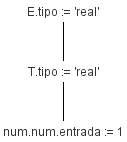 E.tipo := 'real'
T.tipo := 'real'
num.num.entrada := 1